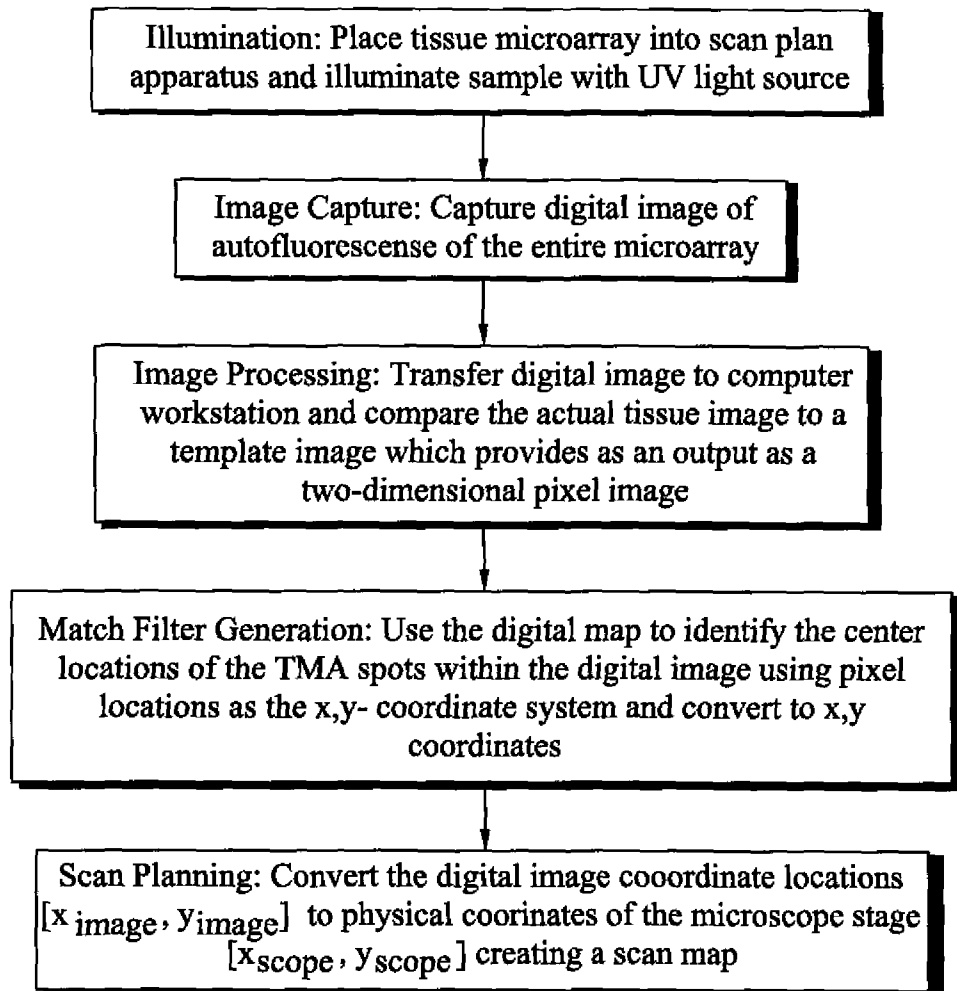 Illumination: Place tissue microarray into scan plan
apparatus and illuminate sample with UV light source
Image Capture: Capture digital image of
autofluorescense of the entire microarray
Image Processing: Transfer digital image to computer
workstation and compare the actual tissue image to a
template image which provides as an output as a
two-dimensional pixel image
Match Filter Generation: Use the digital map to identify the center
locations of the TMA spots within the digital image using pixel
locations as the x,y- coordinate system and convert to x,y
coordinates
Scan Planning: Convert the digital image cooordinate locations
[x image, y image] to physical coorinates of the microscope stage
[x scope, y scope] creating a scan map